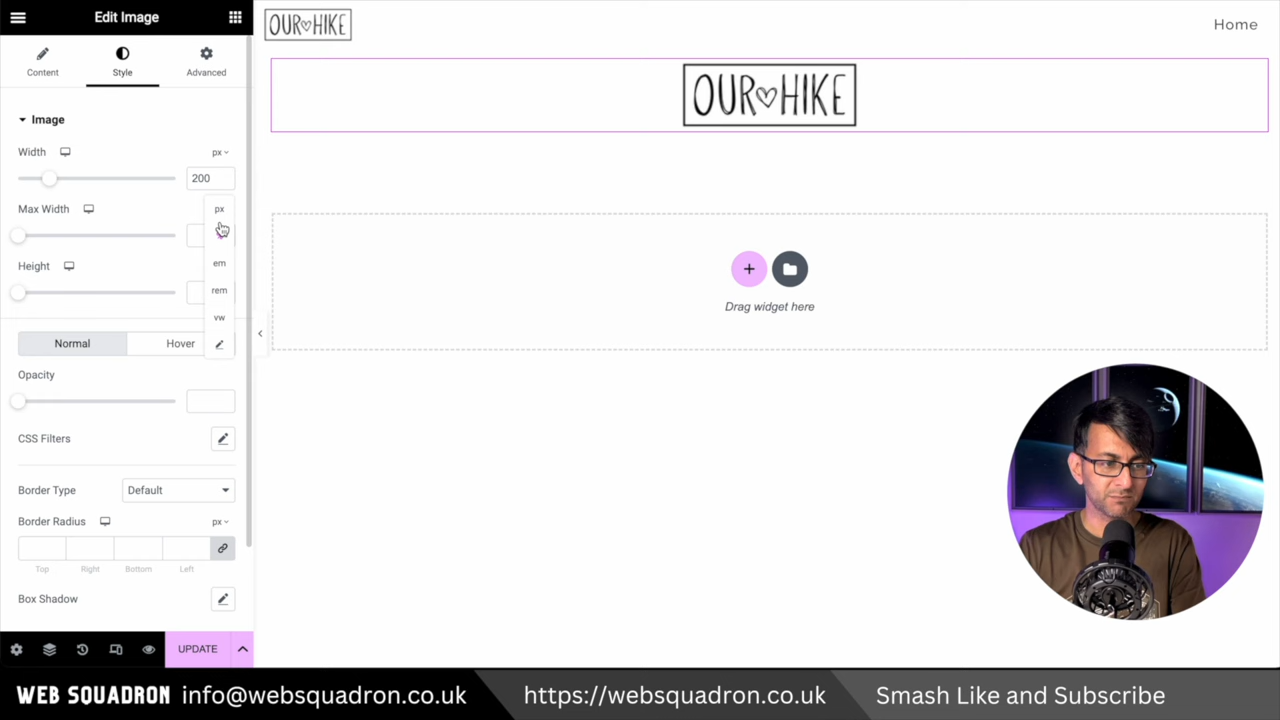 Edit Image
OUR HIKE
Home
Content
Style
Advanced
OUR HIKE
Image
Width
px
200
Max Width
px
Height
em
rem
vw
Normal
Hover
Drag widget here
Opacity
CSS Filters
Border Type
Default
Border Radius
px
Top
Right
Bottom
Left
Box Shadow
UPDATE
WEB SQUADRON info@websquadron.co.uk https://websquadron.co.uk Smash Like and Subscribe